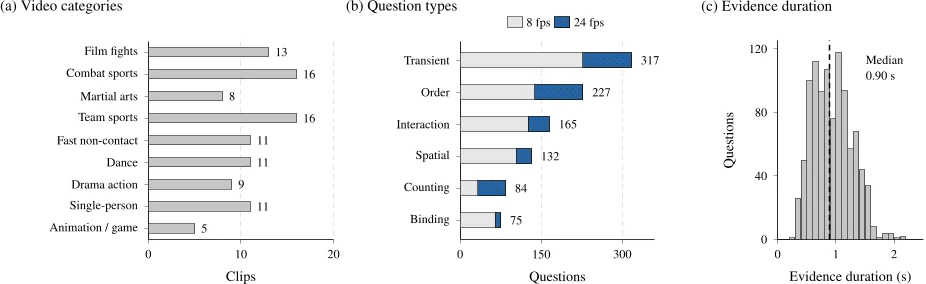 (a) Video categories
Film fights 13
Combat sports 16
Martial arts 8
Team sports 16
Fast non-contact 11
Dance 11
Drama action 9
Single-person 11
Animation / game 5
0 10 20
Clips
(b) Question types
8 fps 24 fps
Transient 317
Order 227
Interaction 165
Spatial 132
Counting 84
Binding 75
0 150 300
Questions
(c) Evidence duration
120
80
40
0
Questions
Median
0.90 s
0 1 2
Evidence duration (s)